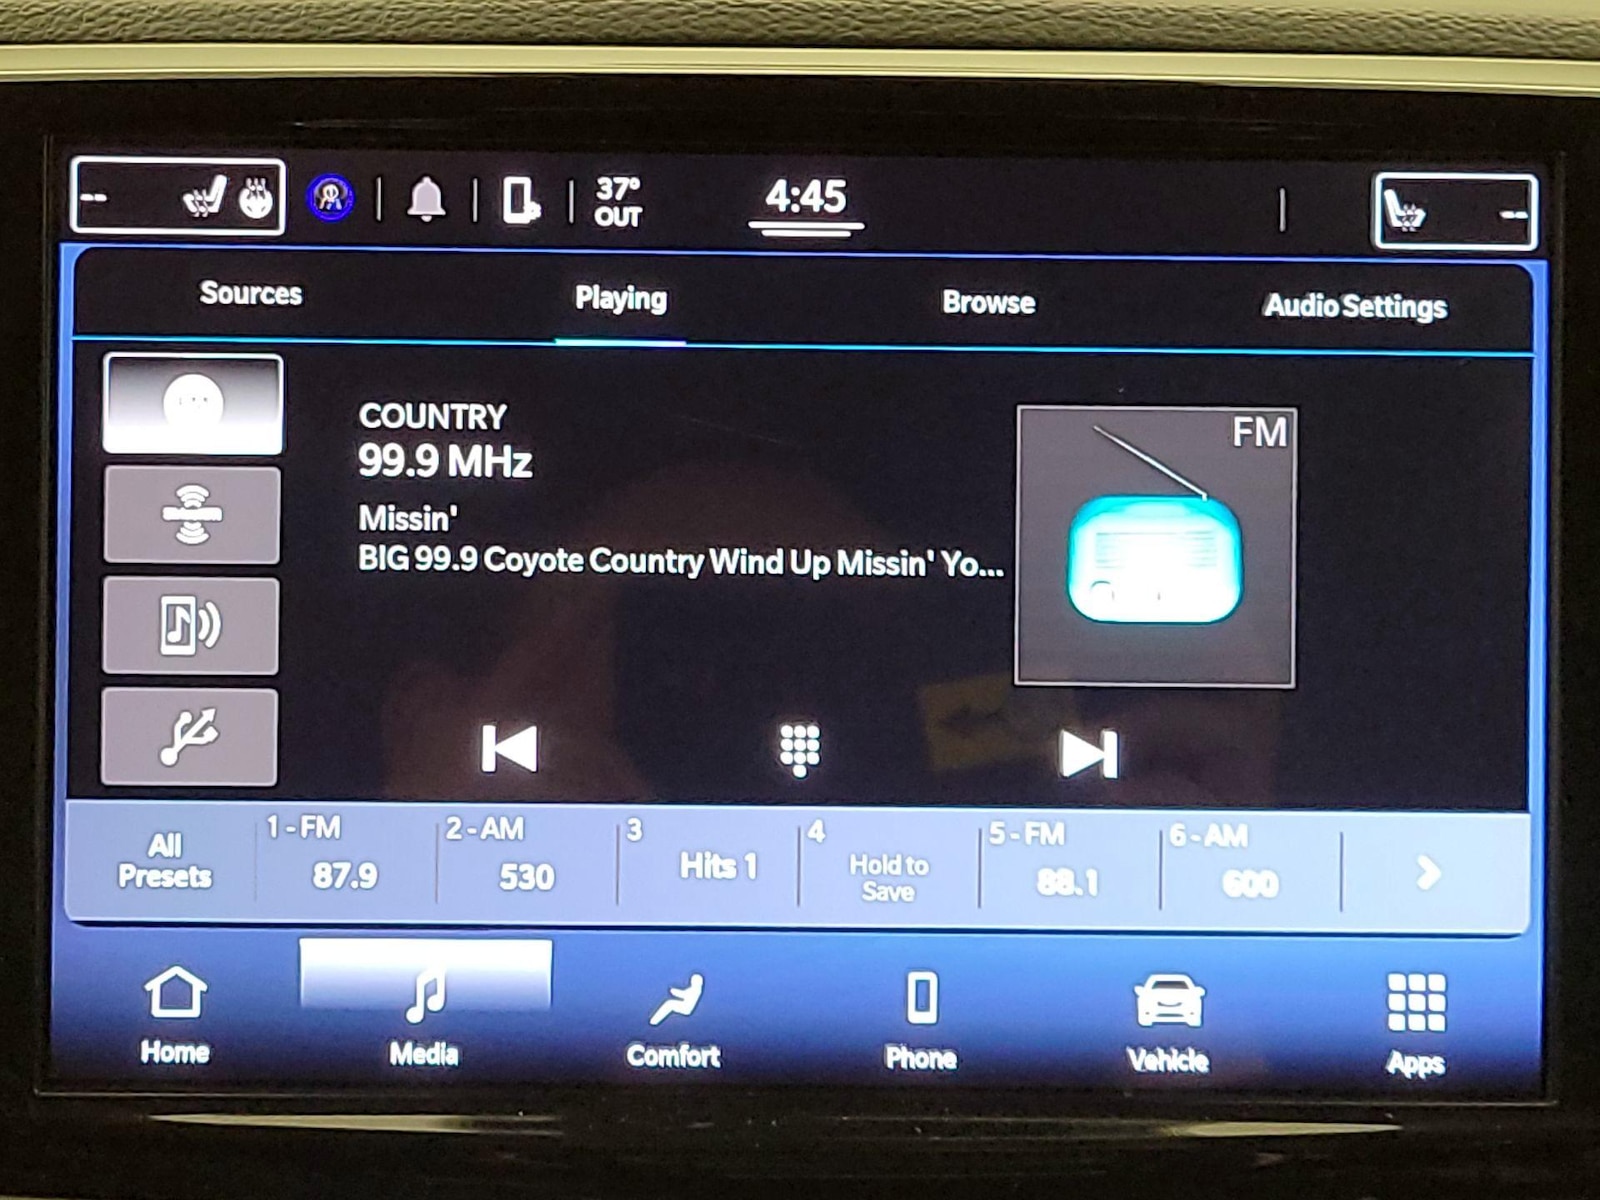 --
37°
OUT
4:45
--
Sources
Playing
Browse
Audio Settings
COUNTRY
99.9 MHz
Missin'
BIG 99.9 Coyote Country Wind Up Missin' Yo...
FM
All
Presets
1-FM
87.9
2-AM
530
3
Hits 1
4
Hold to
Save
5-FM
88.1
6-AM
600
Home
Media
Comfort
Phone
Vehicle
Apps